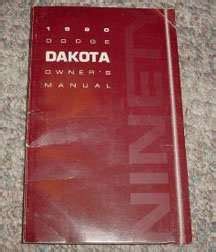 1990
DODGE
DAKOTA
OWNER'S
MANUAL
NINETY